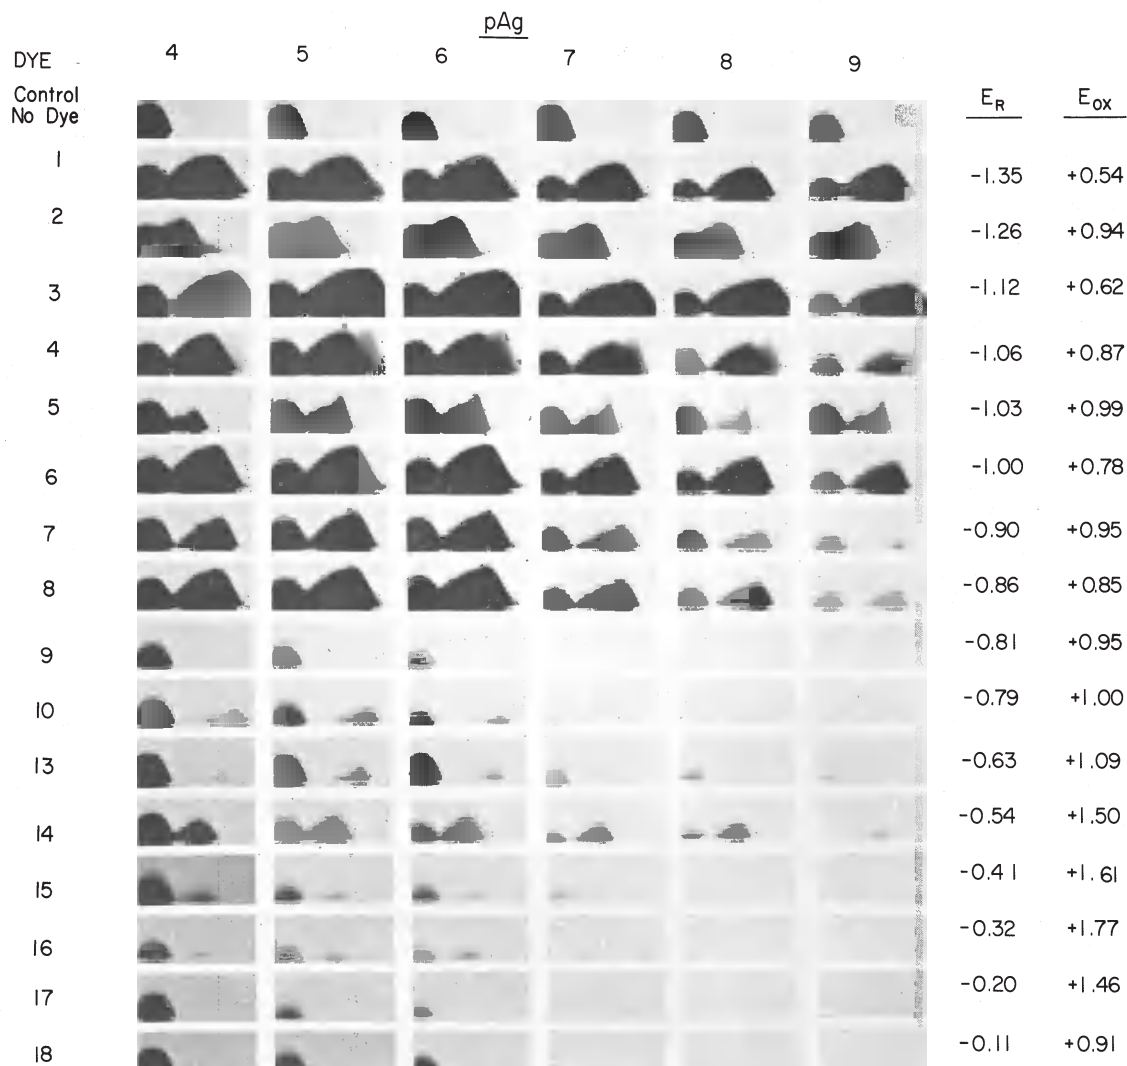 pAg
DYE 4 5 6 7 8 9
Control
No Dye E_R E_OX
1 -1.35 +0.54
2 -1.26 +0.94
3 -1.12 +0.62
4 -1.06 +0.87
5 -1.03 +0.99
6 -1.00 +0.78
7 -0.90 +0.95
8 -0.86 +0.85
9 -0.81 +0.95
10 -0.79 +1.00
13 -0.63 +1.09
14 -0.54 +1.50
15 -0.41 +1.61
16 -0.32 +1.77
17 -0.20 +1.46
18 -0.11 +0.91